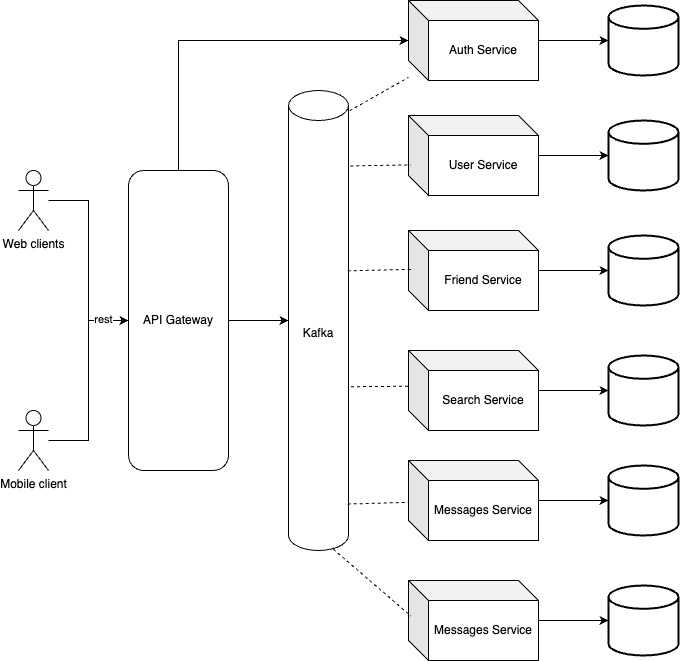 Auth Service
User Service
Web clients
Friend Service
rest
API Gateway
Kafka
Search Service
Mobile client
Messages Service
Messages Service